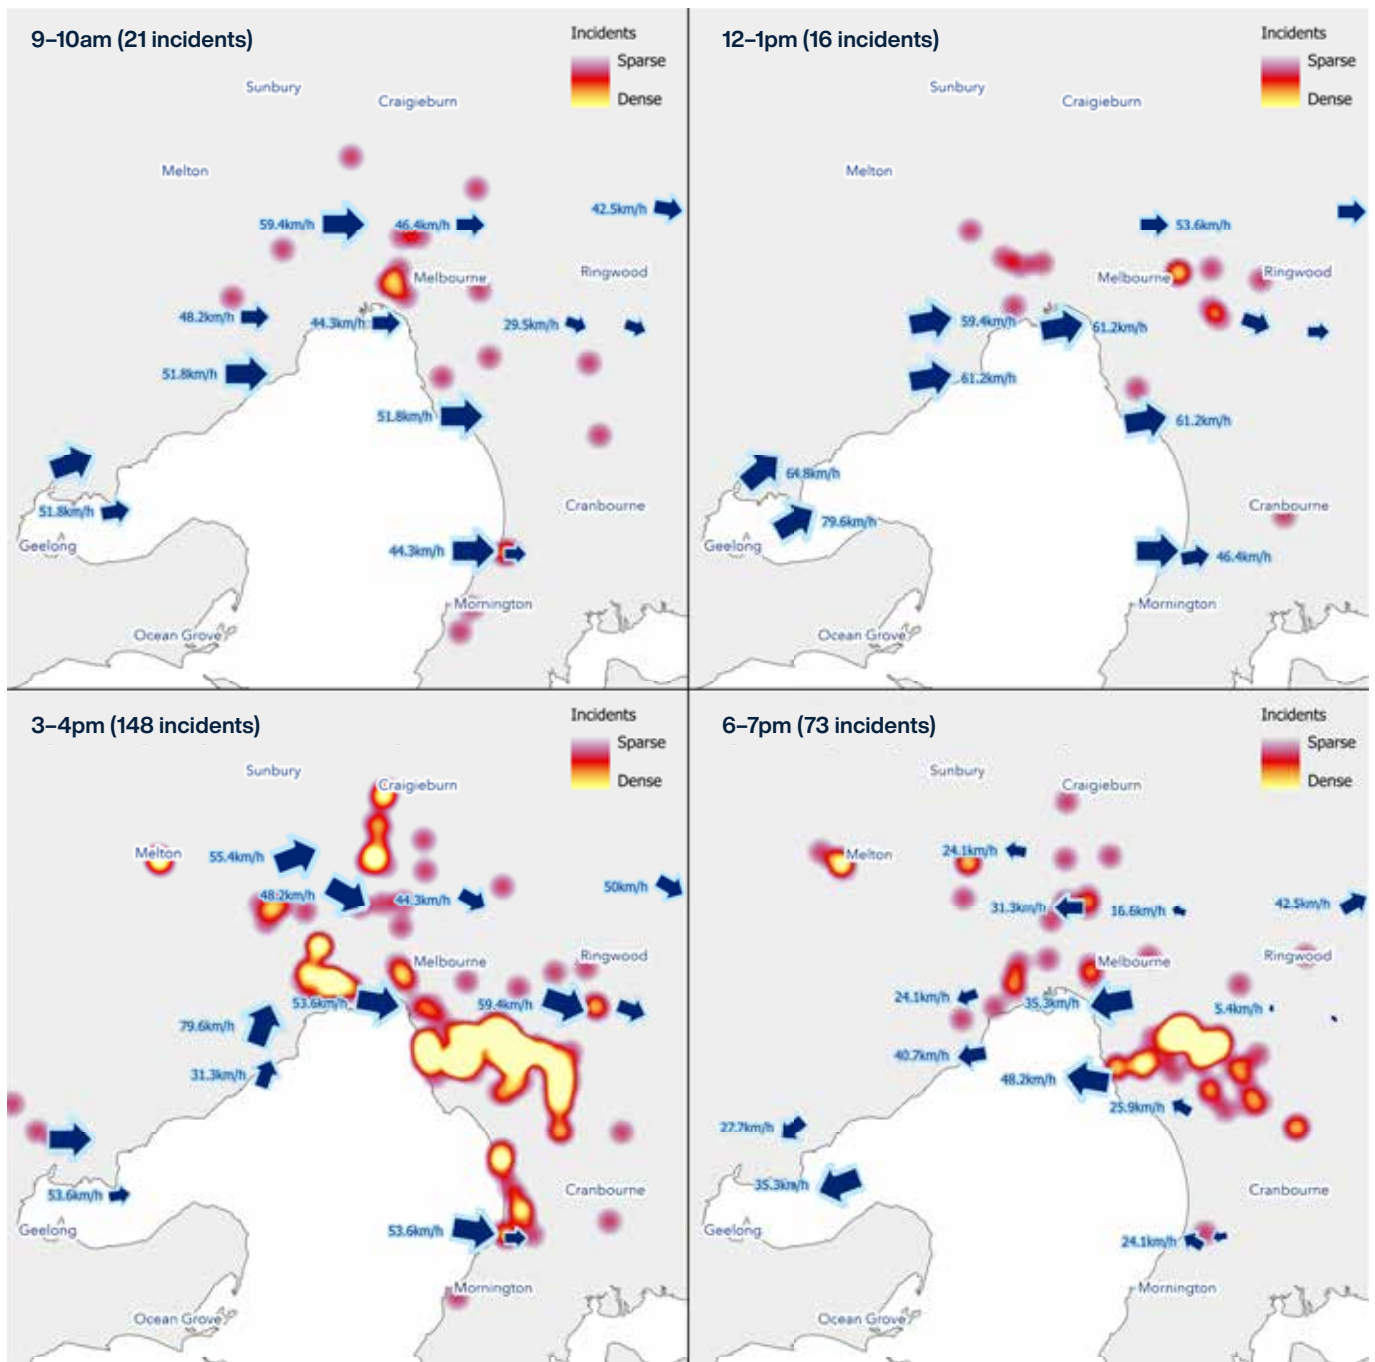 9–10am (21 incidents)
Incidents
Sparse
Dense
Sunbury
Craigieburn
Melton
42.5km/h
59.4km/h
46.4km/h
Melbourne
Ringwood
48.2km/h
44.3km/h
29.5km/h
51.8km/h
51.8km/h
51.8km/h
Cranbourne
Geelong
44.3km/h
Mornington
Ocean Grove
12–1pm (16 incidents)
Incidents
Sparse
Dense
Sunbury
Craigieburn
Melton
53.6km/h
Melbourne
Ringwood
59.4km/h
61.2km/h
61.2km/h
61.2km/h
64.8km/h
Cranbourne
79.6km/h
Geelong
46.4km/h
Mornington
Ocean Grove
3–4pm (148 incidents)
Incidents
Sparse
Dense
Sunbury
Craigieburn
Melton
55.4km/h
48.2km/h
44.3km/h
50km/h
Melbourne
Ringwood
53.6km/h
59.4km/h
79.6km/h
31.3km/h
53.6km/h
Cranbourne
Geelong
53.6km/h
Mornington
Ocean Grove
6–7pm (73 incidents)
Incidents
Sparse
Dense
Sunbury
Craigieburn
Melton
24.1km/h
31.3km/h
16.6km/h
42.5km/h
Melbourne
Ringwood
24.1km/h
35.3km/h
5.4km/h
40.7km/h
48.2km/h
25.9km/h
27.7km/h
35.3km/h
Cranbourne
Geelong
24.1km/h
Mornington
Ocean Grove